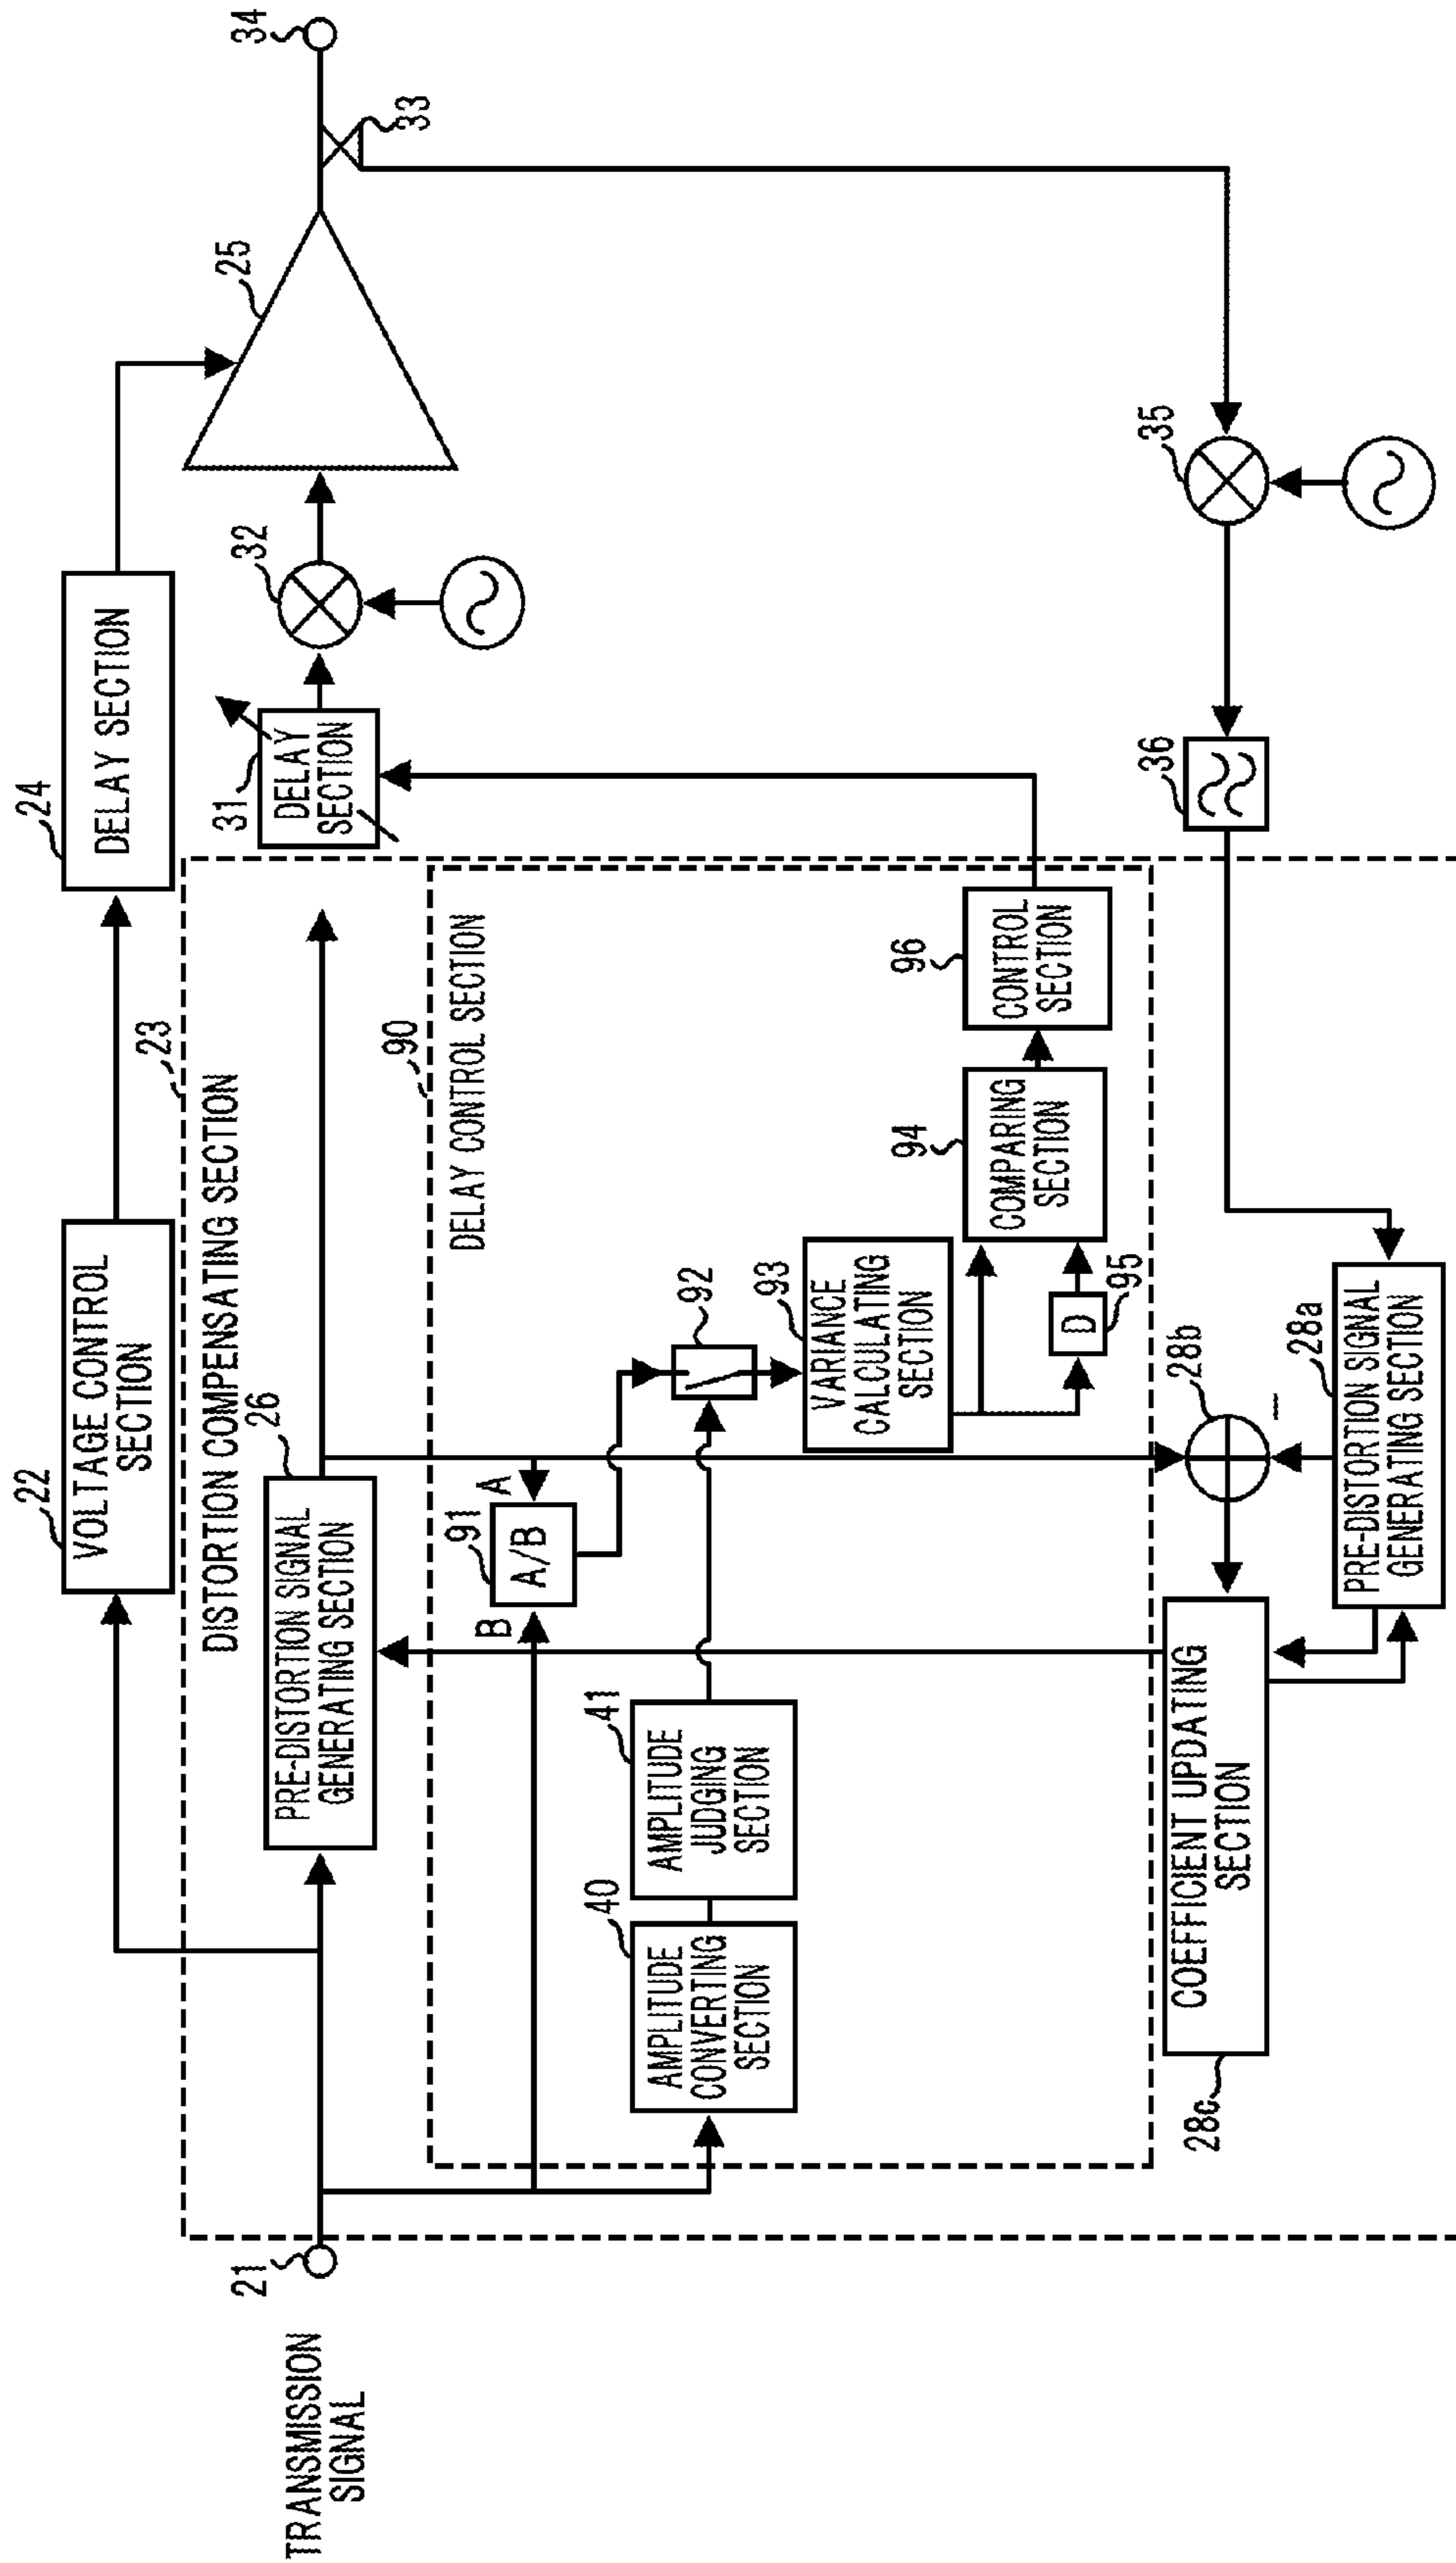 TRANSMISSION
SIGNAL
21
22
VOLTAGE CONTROL
SECTION
24
DELAY SECTION
25
34
33
23
DISTORTION COMPENSATING SECTION
26
PRE-DISTORTION SIGNAL
GENERATING SECTION
31
DELAY
SECTION
32
90
DELAY CONTROL SECTION
91
A
B
A/B
92
40
AMPLITUDE
CONVERTING
SECTION
41
AMPLITUDE
JUDGING
SECTION
93
VARIANCE
CALCULATING
SECTION
94
COMPARING
SECTION
D
95
96
CONTROL
SECTION
28c
COEFFICIENT UPDATING
SECTION
28b
−
28a
PRE-DISTORTION SIGNAL
GENERATING SECTION
36
35